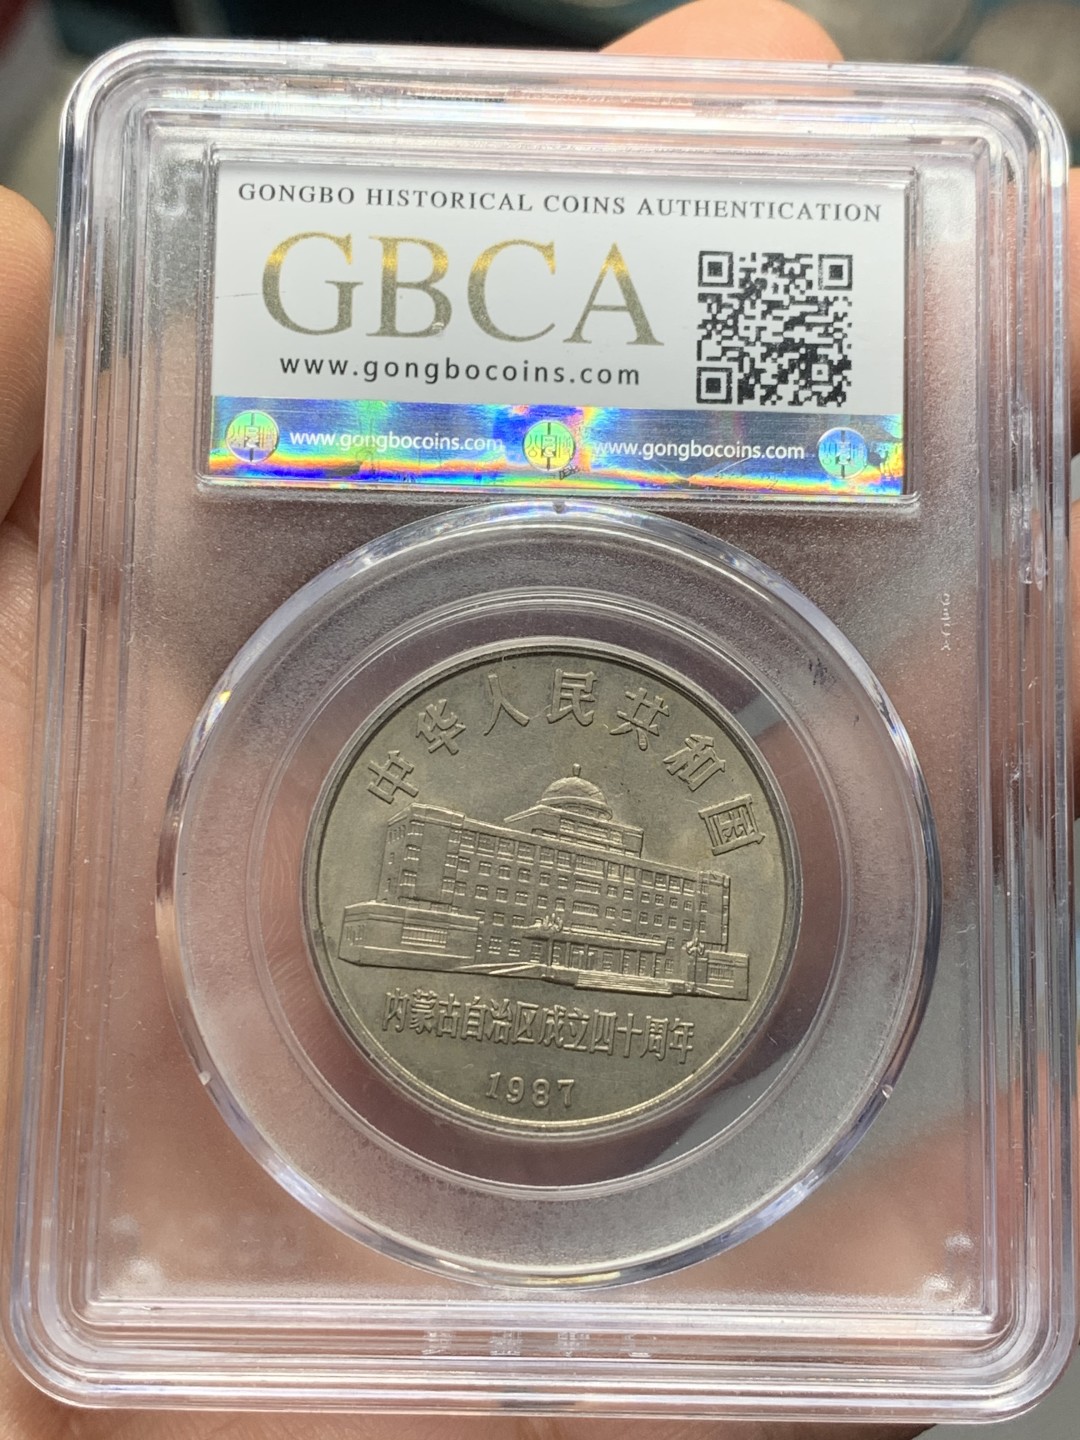 GONGBO HISTORICAL COINS AUTHENTICATION
GBCA
www.gongbocoins.com
www.gongbocoins.com www.gongbocoins.com
中华人民共和国
内蒙古自治区成立四十周年
1987